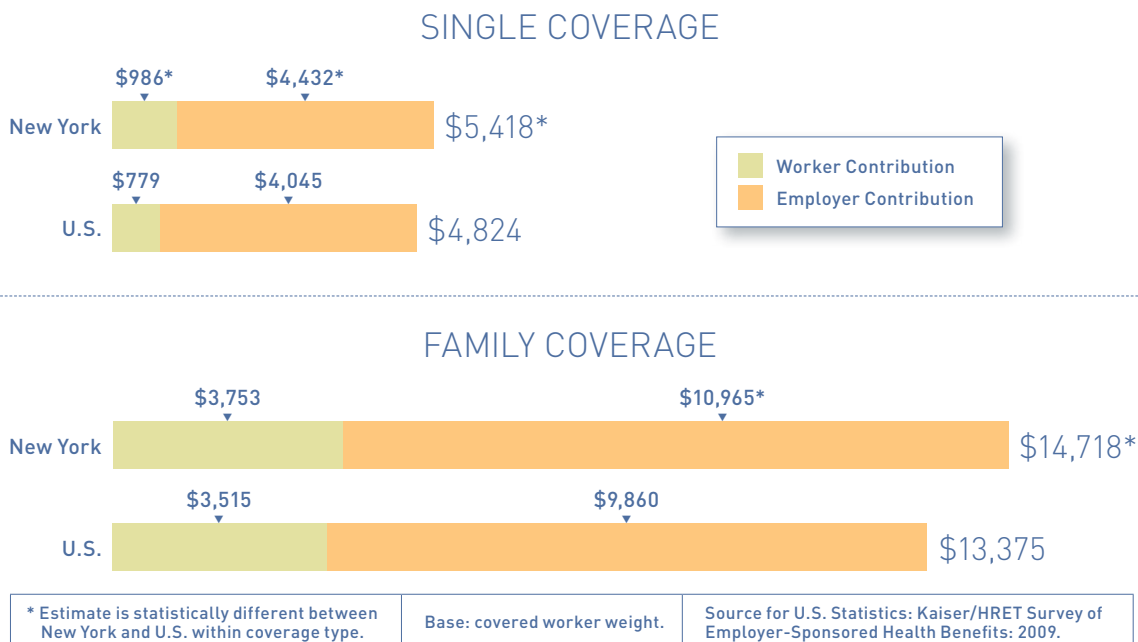 SINGLE COVERAGE
$986* $4,432*
New York $5,418*
$779 $4,045
U.S. $4,824
Worker Contribution
Employer Contribution
FAMILY COVERAGE
$3,753 $10,965*
New York $14,718*
$3,515 $9,860
U.S. $13,375
* Estimate is statistically different between
New York and U.S. within coverage type.
Base: covered worker weight.
Source for U.S. Statistics: Kaiser/HRET Survey of
Employer-Sponsored Health Benefits: 2009.